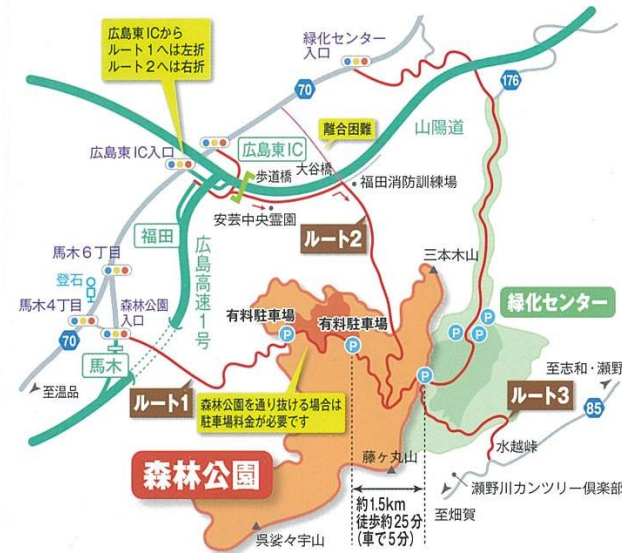 広島東ICから
ルート1へは左折
ルート2へは右折
緑化センター
入口
70
176
離合困難
山陽道
広島東IC入口
広島東IC
歩道橋
大谷橋
福田消防訓練場
安芸中央霊園
ルート2
福田
広島高速1号
馬木6丁目
登石
三本木山
馬木4丁目
森林公園
入口
有料駐車場
P
有料駐車場
P
緑化センター
P
P
P
70
馬木
至温品
ルート1
森林公園を通り抜ける場合は
駐車場料金が必要です
ルート3
至志和・瀬野
85
水越峠
森林公園
藤ヶ丸山
瀬野川カンツリー倶楽部
約1.5km
徒歩約25分
(車で5分)
至畑賀
呉娑々宇山